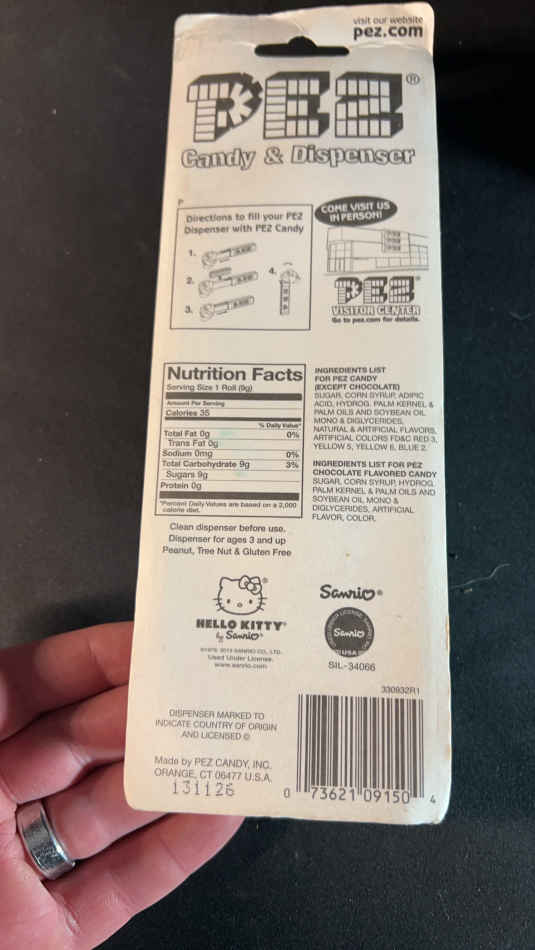 visit our website
pez.com
PEZ®
Candy & Dispenser
P
Directions to fill your PEZ
Dispenser with PEZ Candy
1.
2.
3.
4.
COME VISIT US
IN PERSON!
PEZ®
VISITOR CENTER
Go to pez.com for details.
Nutrition Facts
Serving Size 1 Roll (9g)
Amount Per Serving
Calories 35
% Daily Value*
Total Fat 0g 0%
Trans Fat 0g
Sodium 0mg 0%
Total Carbohydrate 9g 3%
Sugars 9g
Protein 0g
*Percent Daily Values are based on a 2,000
calorie diet.
INGREDIENTS LIST
FOR PEZ CANDY
(EXCEPT CHOCOLATE)
SUGAR, CORN SYRUP, ADIPIC
ACID, HYDROG. PALM KERNEL &
PALM OILS AND SOYBEAN OIL
MONO & DIGLYCERIDES,
NATURAL & ARTIFICIAL FLAVORS,
ARTIFICIAL COLORS FD&C RED 3,
YELLOW 5, YELLOW 6, BLUE 2.
INGREDIENTS LIST FOR PEZ
CHOCOLATE FLAVORED CANDY
SUGAR, CORN SYRUP, HYDROG.
PALM KERNEL & PALM OILS AND
SOYBEAN OIL MONO &
DIGLYCERIDES, ARTIFICIAL
FLAVOR, COLOR.
Clean dispenser before use.
Dispenser for ages 3 and up
Peanut, Tree Nut & Gluten Free
HELLO KITTY®
by Sanrio®
©1976, 2013 SANRIO CO., LTD.
Used Under License.
www.sanrio.com
Sanrio®
Sanrio
USA
SIL-34066
330932R1
DISPENSER MARKED TO
INDICATE COUNTRY OF ORIGIN
AND LICENSED ©
Made by PEZ CANDY, INC.
ORANGE, CT 06477 U.S.A.
131126
0 73621 09150 4